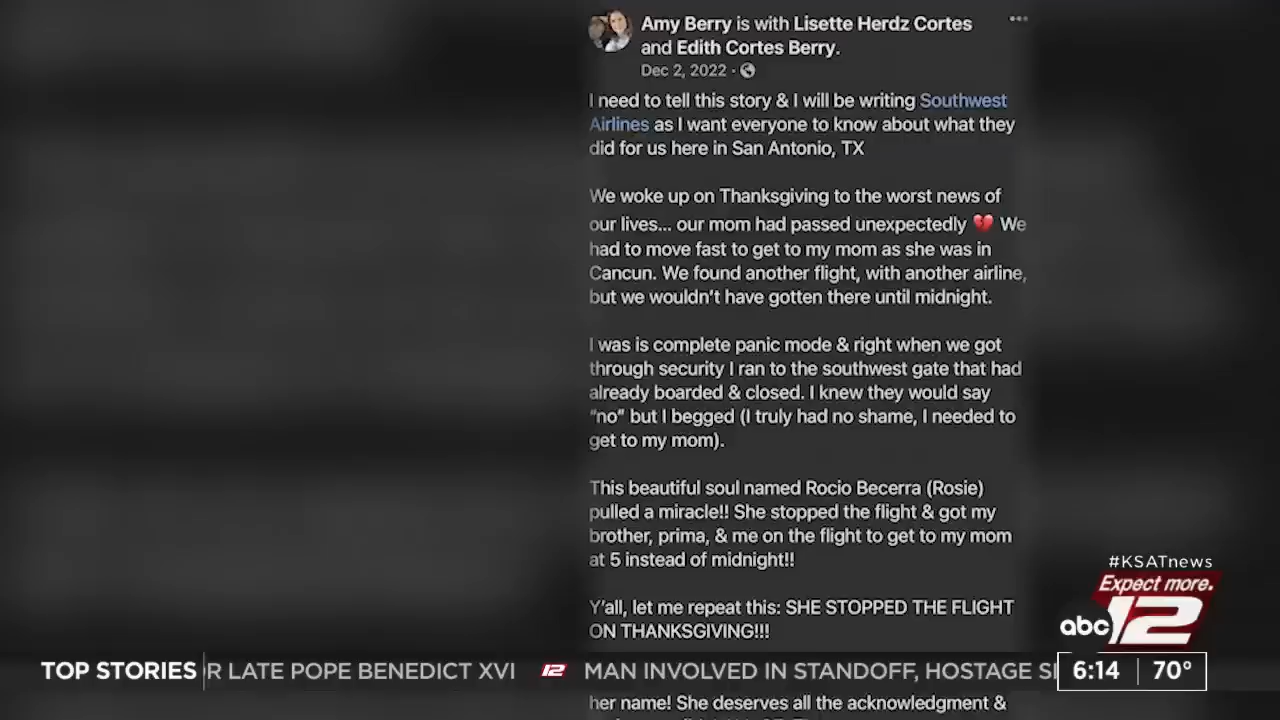 Amy Berry is with Lisette Herdz Cortes
and Edith Cortes Berry.
Dec 2, 2022 ·
I need to tell this story & I will be writing Southwest
Airlines as I want everyone to know about what they
did for us here in San Antonio, TX
We woke up on Thanksgiving to the worst news of
our lives... our mom had passed unexpectedly 💔 We
had to move fast to get to my mom as she was in
Cancun. We found another flight, with another airline,
but we wouldn't have gotten there until midnight.
I was is complete panic mode & right when we got
through security I ran to the southwest gate that had
already boarded & closed. I knew they would say
“no” but I begged (I truly had no shame, I needed to
get to my mom).
This beautiful soul named Rocio Becerra (Rosie)
pulled a miracle!! She stopped the flight & got my
brother, prima, & me on the flight to get to my mom
at 5 instead of midnight!!
Y'all, let me repeat this: SHE STOPPED THE FLIGHT
ON THANKSGIVING!!!
her name! She deserves all the acknowledgment &
#KSATnews
Expect more.
abc 12
TOP STORIES
R LATE POPE BENEDICT XVI 12 MAN INVOLVED IN STANDOFF, HOSTAGE
6:14 70°